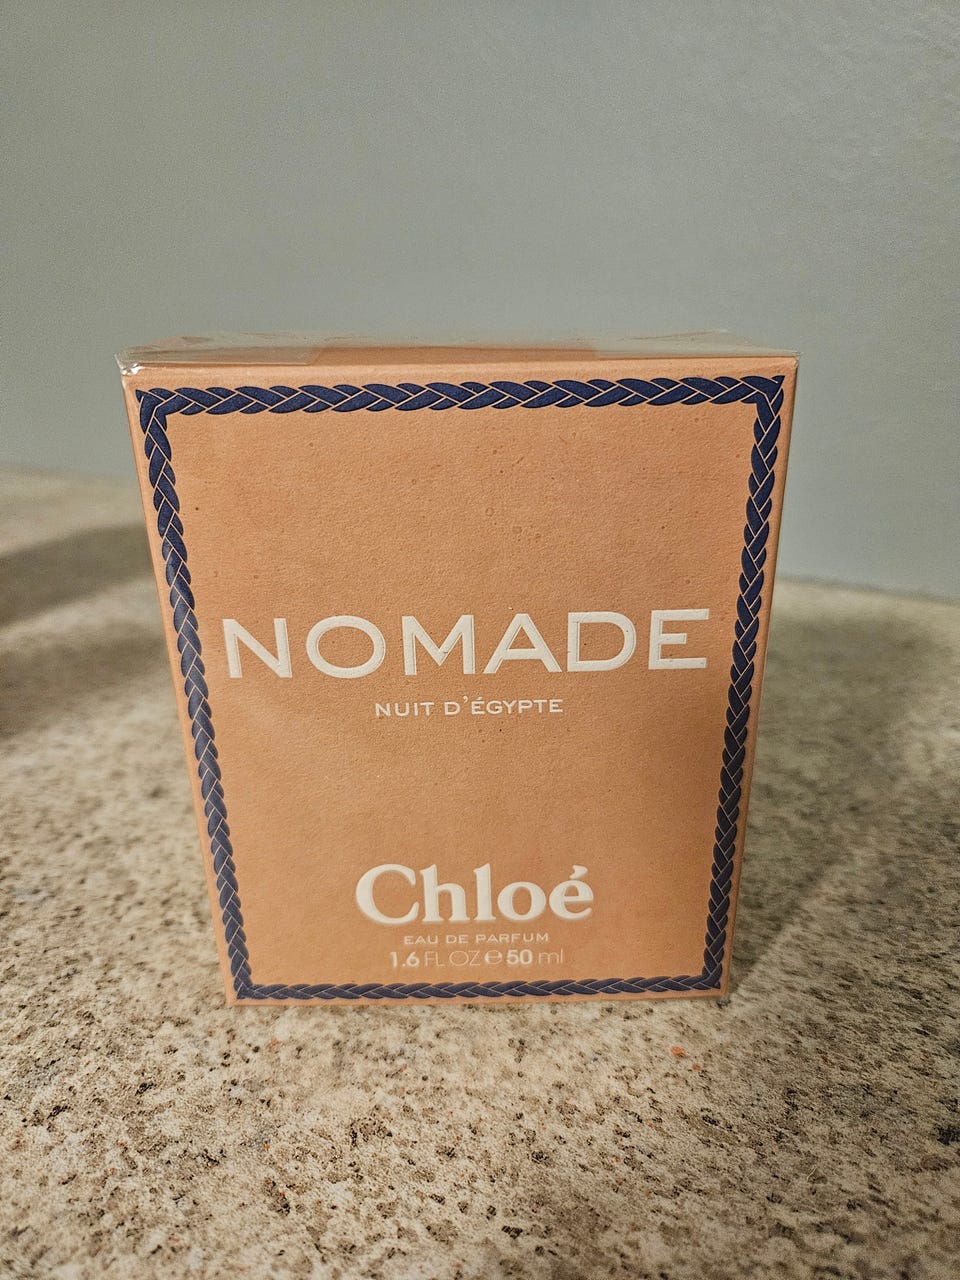 NOMADE
NUIT D'ÉGYPTE
Chloé
EAU DE PARFUM
1.6 FL OZ ℮ 50 ml